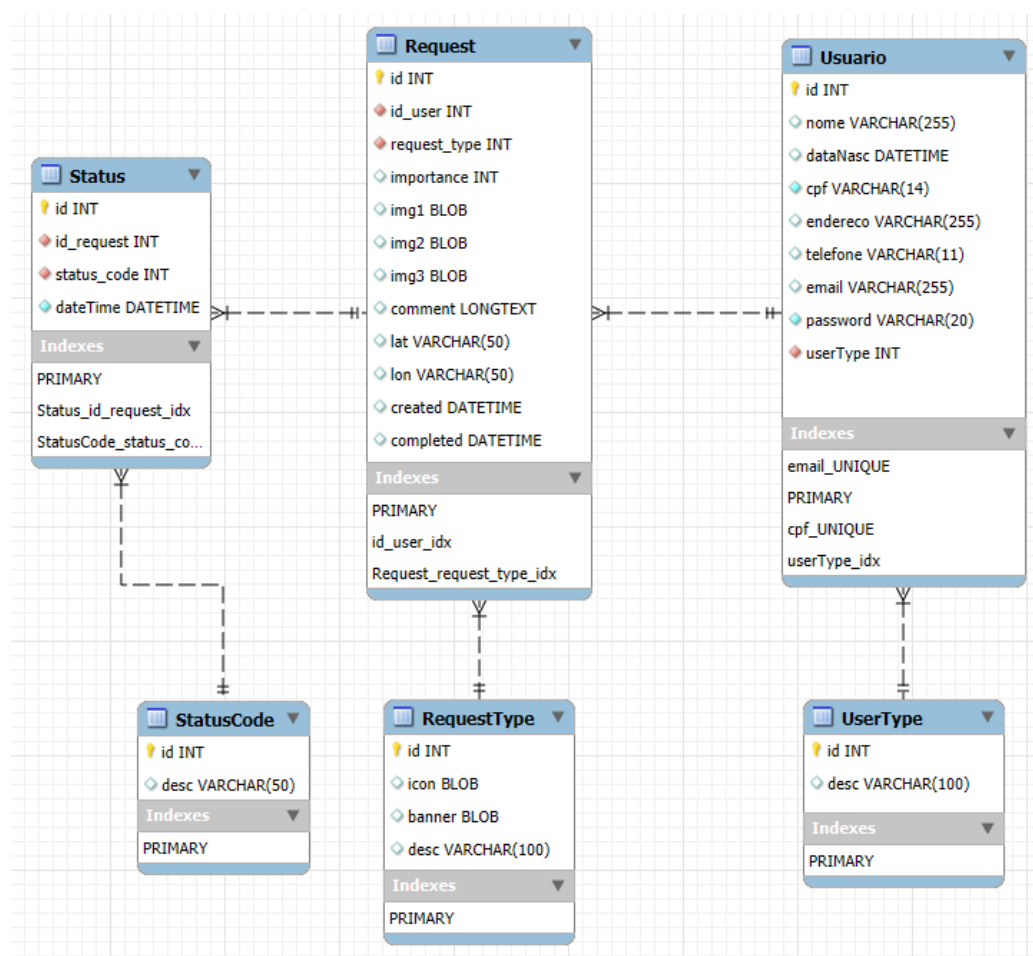 Request
id INT
id_user INT
request_type INT
importance INT
img1 BLOB
img2 BLOB
img3 BLOB
comment LONGTEXT
lat VARCHAR(50)
lon VARCHAR(50)
created DATETIME
completed DATETIME
Indexes
PRIMARY
id_user_idx
Request_request_type_idx
Usuario
id INT
nome VARCHAR(255)
dataNasc DATETIME
cpf VARCHAR(14)
endereco VARCHAR(255)
telefone VARCHAR(11)
email VARCHAR(255)
password VARCHAR(20)
userType INT
Indexes
email_UNIQUE
PRIMARY
cpf_UNIQUE
userType_idx
Status
id INT
id_request INT
status_code INT
dateTime DATETIME
Indexes
PRIMARY
Status_id_request_idx
StatusCode_status_co...
StatusCode
id INT
desc VARCHAR(50)
Indexes
PRIMARY
RequestType
id INT
icon BLOB
banner BLOB
desc VARCHAR(100)
Indexes
PRIMARY
UserType
id INT
desc VARCHAR(100)
Indexes
PRIMARY